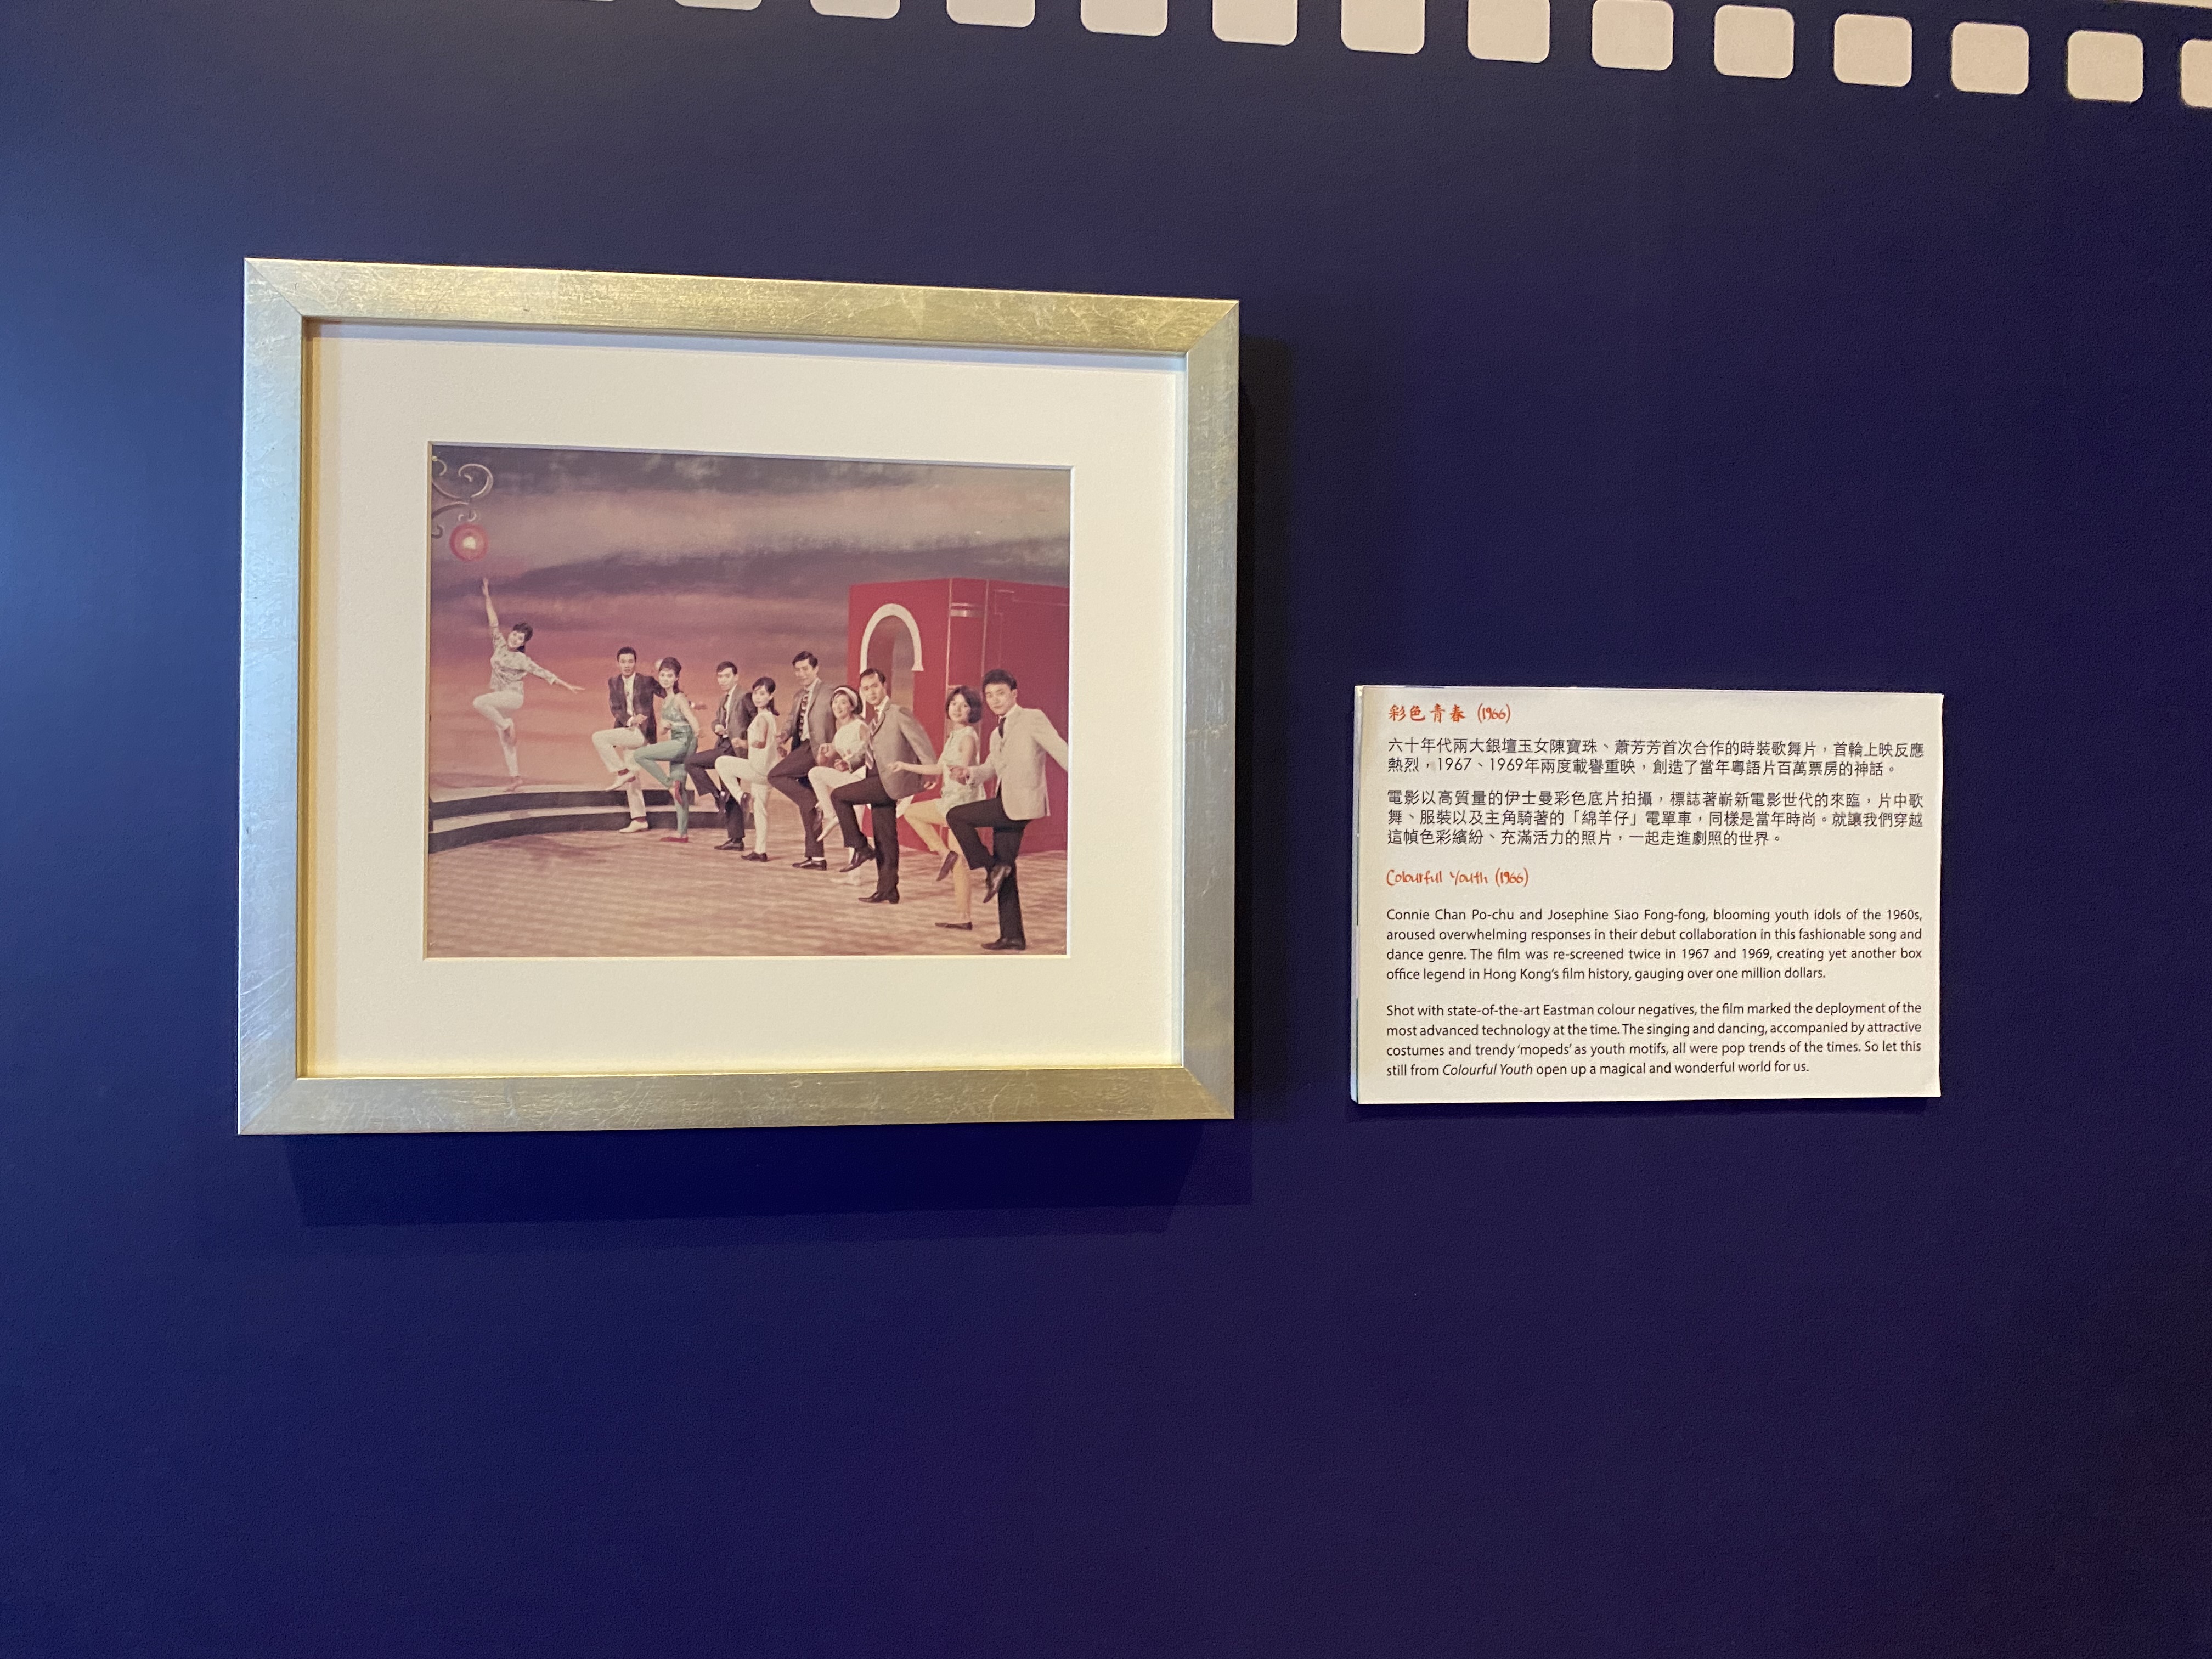 彩色青春 (1966)
六十年代兩大銀壇玉女陳寶珠、蕭芳芳首次合作的時裝歌舞片，首輪上映反應
熱烈，1967、1969年兩度載譽重映，創造了當年粵語片百萬票房的神話。
電影以高質量的伊士曼彩色底片拍攝，標誌著嶄新電影世代的來臨，片中歌
舞、服裝以及主角騎著的「綿羊仔」電單車，同樣是當年時尚。就讓我們穿越
這幀色彩繽紛、充滿活力的照片，一起走進劇照的世界。
Colourful Youth (1966)
Connie Chan Po-chu and Josephine Siao Fong-fong, blooming youth idols of the 1960s,
aroused overwhelming responses in their debut collaboration in this fashionable song and
dance genre. The film was re-screened twice in 1967 and 1969, creating yet another box
office legend in Hong Kong's film history, gauging over one million dollars.
Shot with state-of-the-art Eastman colour negatives, the film marked the deployment of the
most advanced technology at the time. The singing and dancing, accompanied by attractive
costumes and trendy 'mopeds' as youth motifs, all were pop trends of the times. So let this
still from Colourful Youth open up a magical and wonderful world for us.